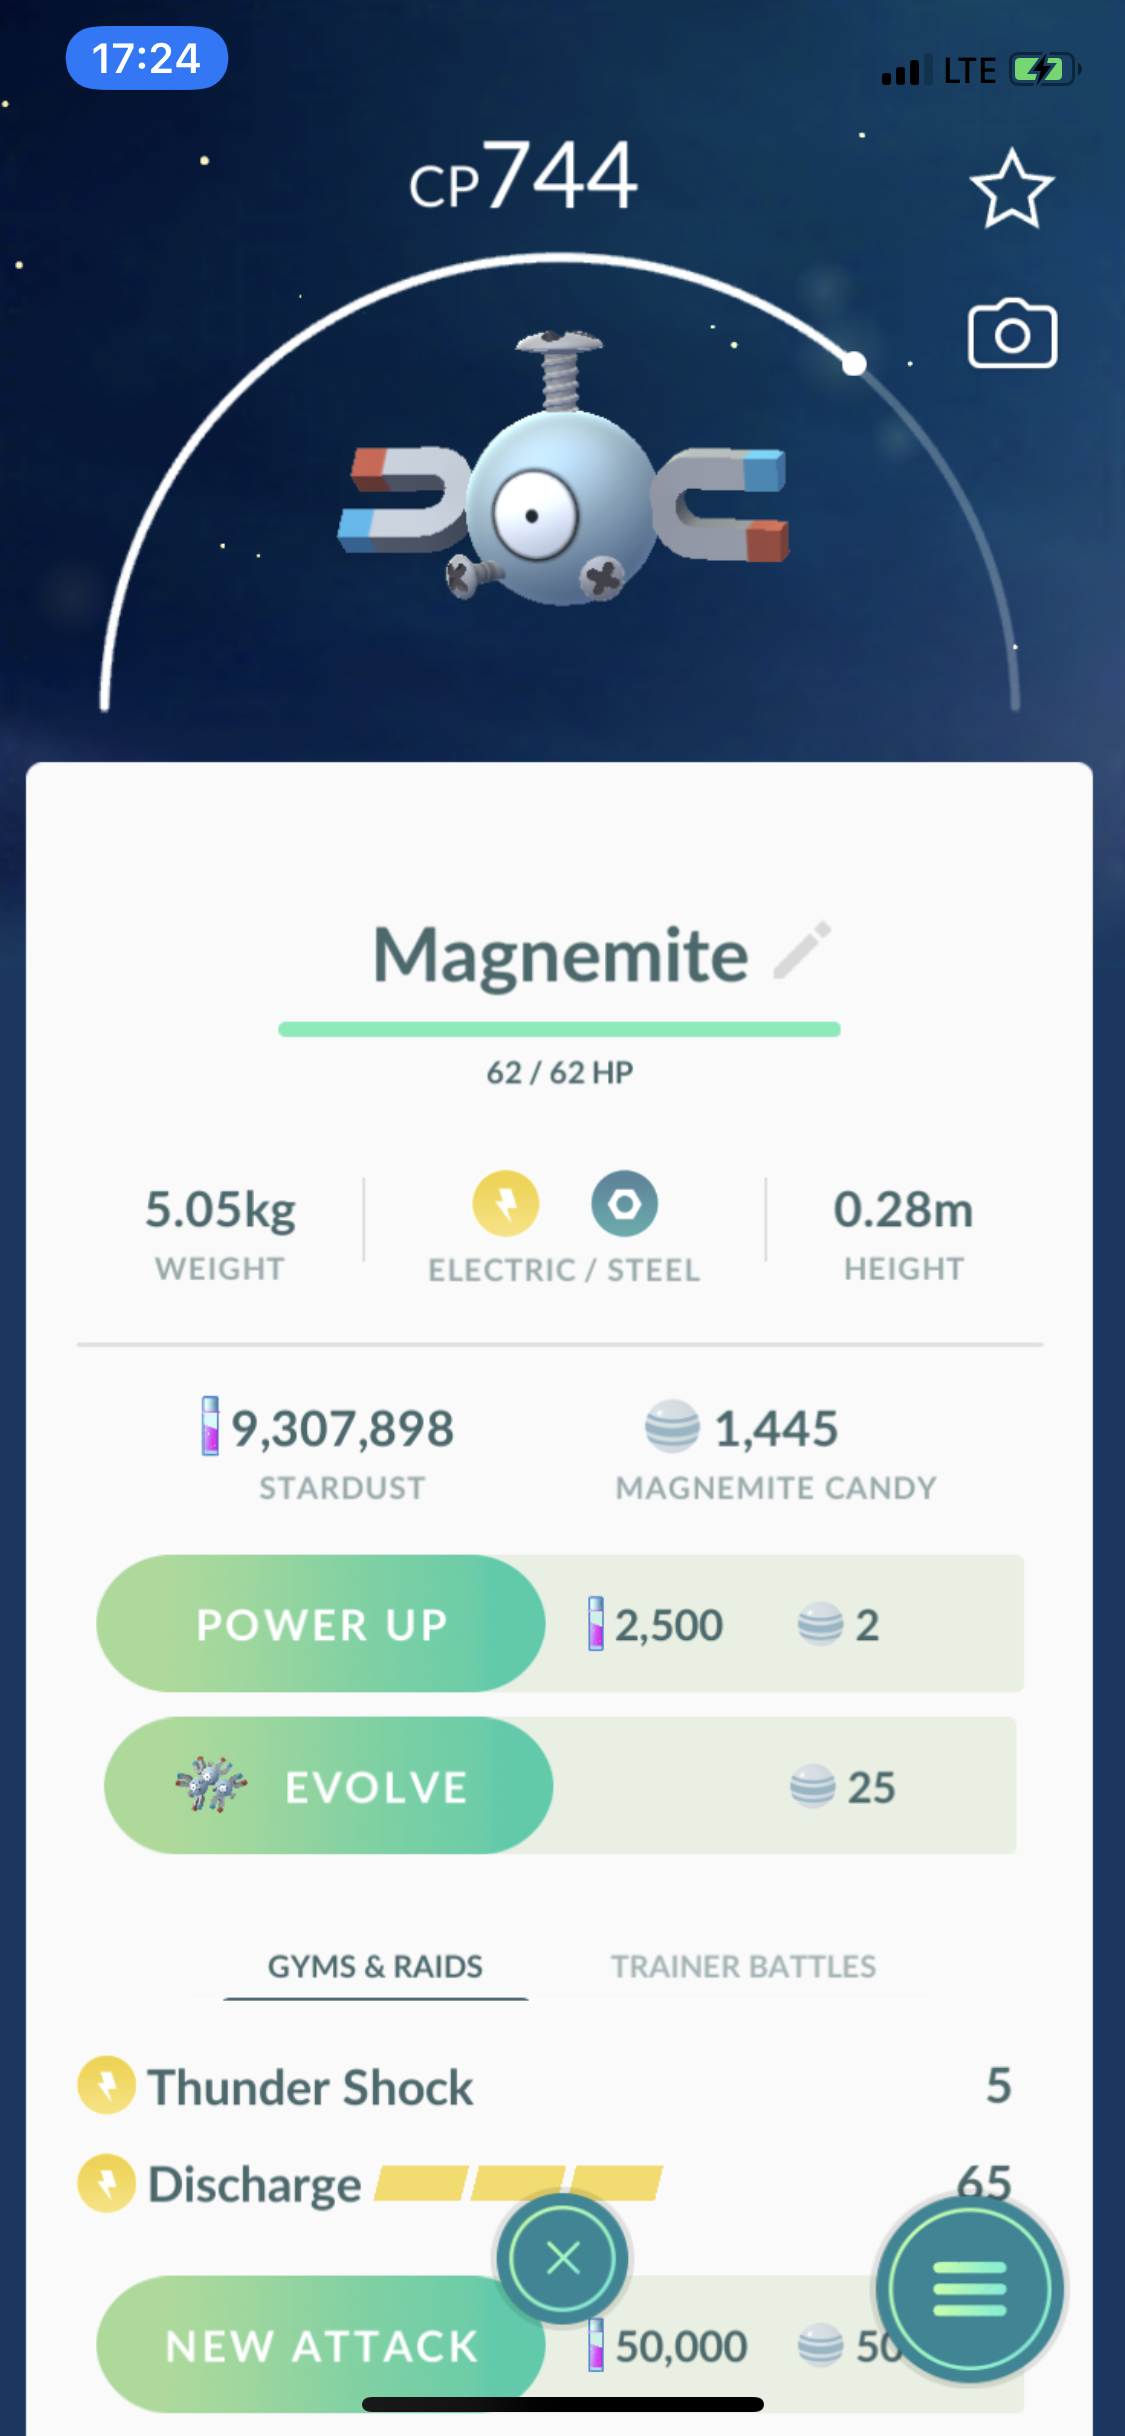 17:24
LTE
CP744
Magnemite
62 / 62 HP
5.05kg
WEIGHT
ELECTRIC / STEEL
0.28m
HEIGHT
9,307,898
STARDUST
1,445
MAGNEMITE CANDY
POWER UP 2,500 2
EVOLVE 25
GYMS & RAIDS TRAINER BATTLES
Thunder Shock 5
Discharge 65
NEW ATTACK 50,000 50